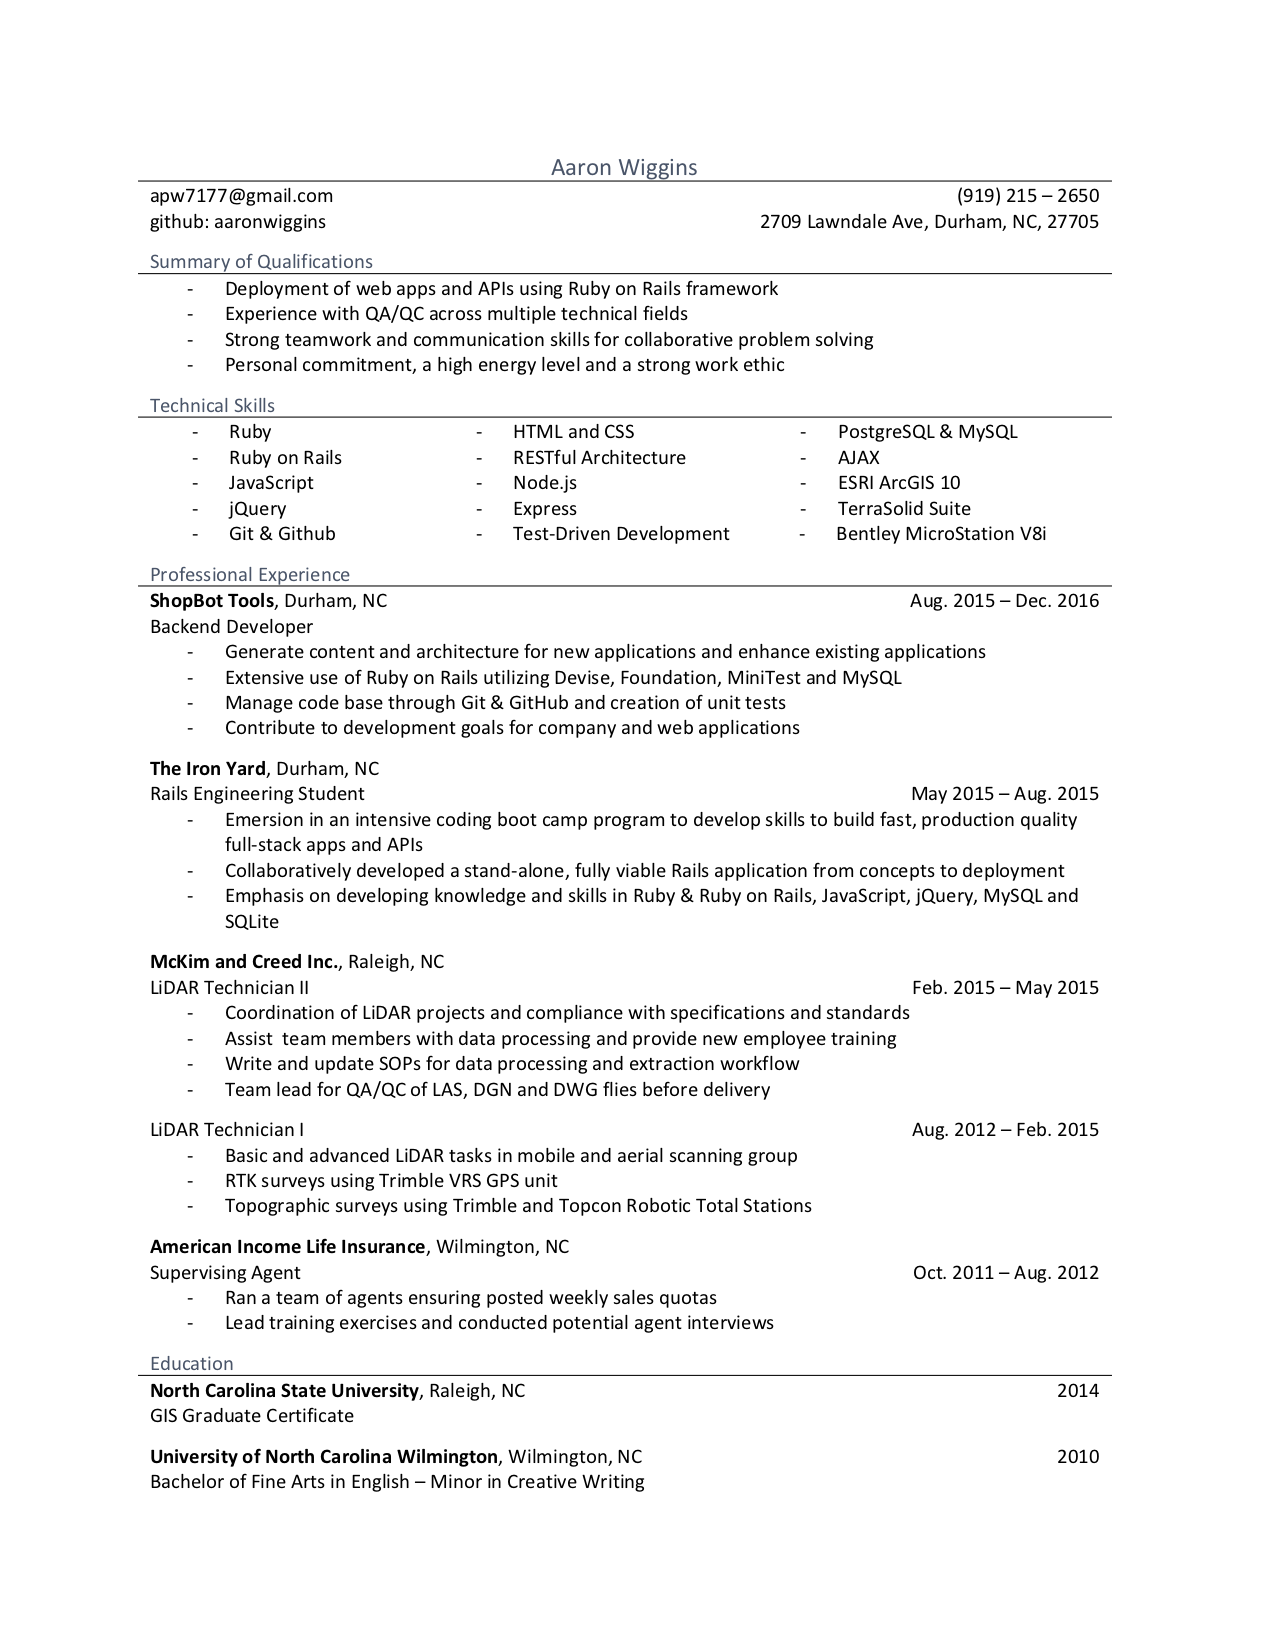 Aaron Wiggins
apw7177@gmail.com (919) 215 – 2650
github: aaronwiggins 2709 Lawndale Ave, Durham, NC, 27705
Summary of Qualifications
- Deployment of web apps and APIs using Ruby on Rails framework
- Experience with QA/QC across multiple technical fields
- Strong teamwork and communication skills for collaborative problem solving
- Personal commitment, a high energy level and a strong work ethic
Technical Skills
- Ruby - HTML and CSS - PostgreSQL & MySQL
- Ruby on Rails - RESTful Architecture - AJAX
- JavaScript - Node.js - ESRI ArcGIS 10
- jQuery - Express - TerraSolid Suite
- Git & Github - Test-Driven Development - Bentley MicroStation V8i
Professional Experience
ShopBot Tools, Durham, NC Aug. 2015 – Dec. 2016
Backend Developer
- Generate content and architecture for new applications and enhance existing applications
- Extensive use of Ruby on Rails utilizing Devise, Foundation, MiniTest and MySQL
- Manage code base through Git & GitHub and creation of unit tests
- Contribute to development goals for company and web applications
The Iron Yard, Durham, NC
Rails Engineering Student May 2015 – Aug. 2015
- Emersion in an intensive coding boot camp program to develop skills to build fast, production quality
full-stack apps and APIs
- Collaboratively developed a stand-alone, fully viable Rails application from concepts to deployment
- Emphasis on developing knowledge and skills in Ruby & Ruby on Rails, JavaScript, jQuery, MySQL and
SQLite
McKim and Creed Inc., Raleigh, NC
LiDAR Technician II Feb. 2015 – May 2015
- Coordination of LiDAR projects and compliance with specifications and standards
- Assist  team members with data processing and provide new employee training
- Write and update SOPs for data processing and extraction workflow
- Team lead for QA/QC of LAS, DGN and DWG flies before delivery
LiDAR Technician I Aug. 2012 – Feb. 2015
- Basic and advanced LiDAR tasks in mobile and aerial scanning group
- RTK surveys using Trimble VRS GPS unit
- Topographic surveys using Trimble and Topcon Robotic Total Stations
American Income Life Insurance, Wilmington, NC
Supervising Agent Oct. 2011 – Aug. 2012
- Ran a team of agents ensuring posted weekly sales quotas
- Lead training exercises and conducted potential agent interviews
Education
North Carolina State University, Raleigh, NC 2014
GIS Graduate Certificate
University of North Carolina Wilmington, Wilmington, NC 2010
Bachelor of Fine Arts in English – Minor in Creative Writing